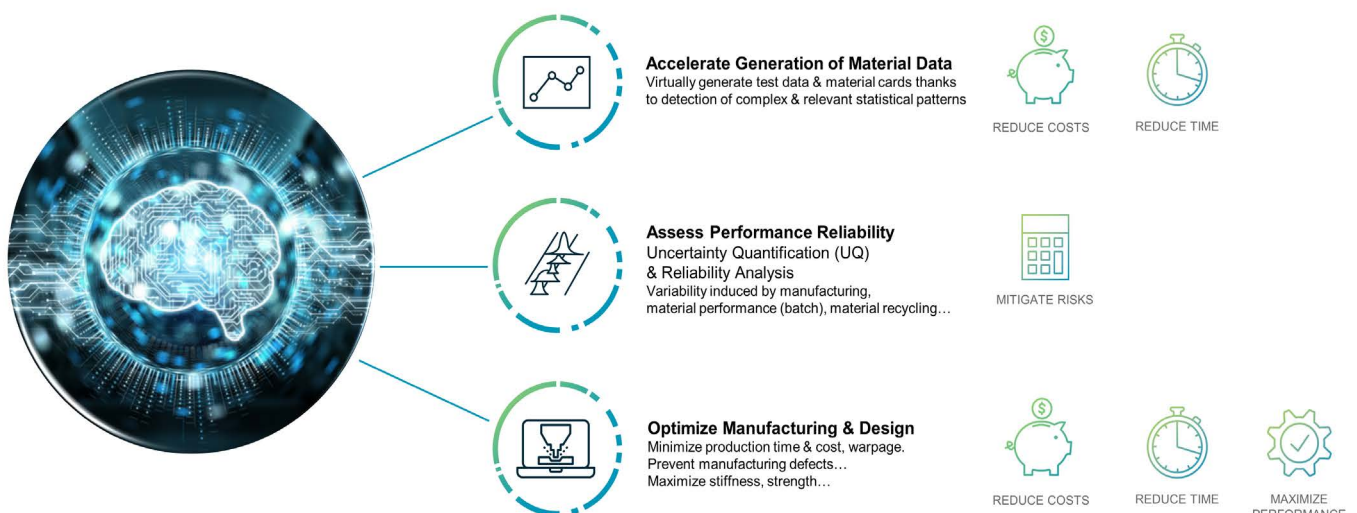 Accelerate Generation of Material Data
Virtually generate test data & material cards thanks
to detection of complex & relevant statistical patterns
$
REDUCE COSTS
REDUCE TIME
Assess Performance Reliability
Uncertainty Quantification (UQ)
& Reliability Analysis
Variability induced by manufacturing,
material performance (batch), material recycling…
MITIGATE RISKS
Optimize Manufacturing & Design
Minimize production time & cost, warpage.
Prevent manufacturing defects…
Maximize stiffness, strength…
$
REDUCE COSTS
REDUCE TIME
MAXIMIZE
PERFORMANCE